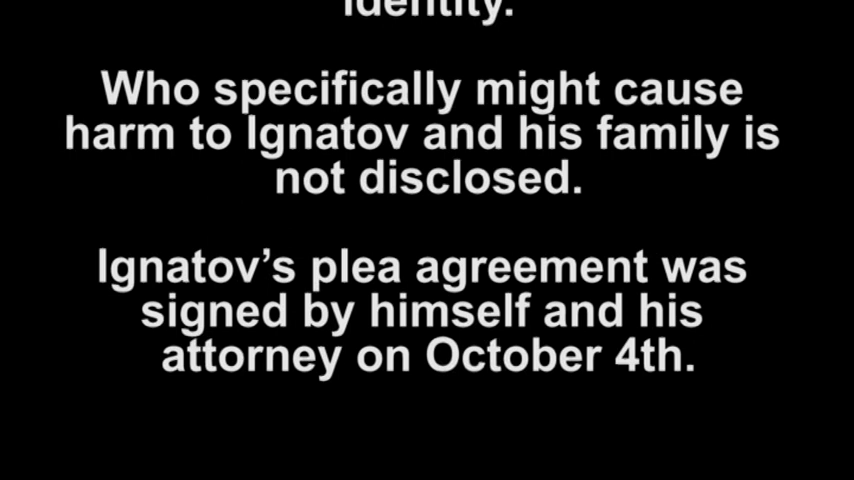 identity.
Who specifically might cause
harm to Ignatov and his family is
not disclosed.
Ignatov’s plea agreement was
signed by himself and his
attorney on October 4th.